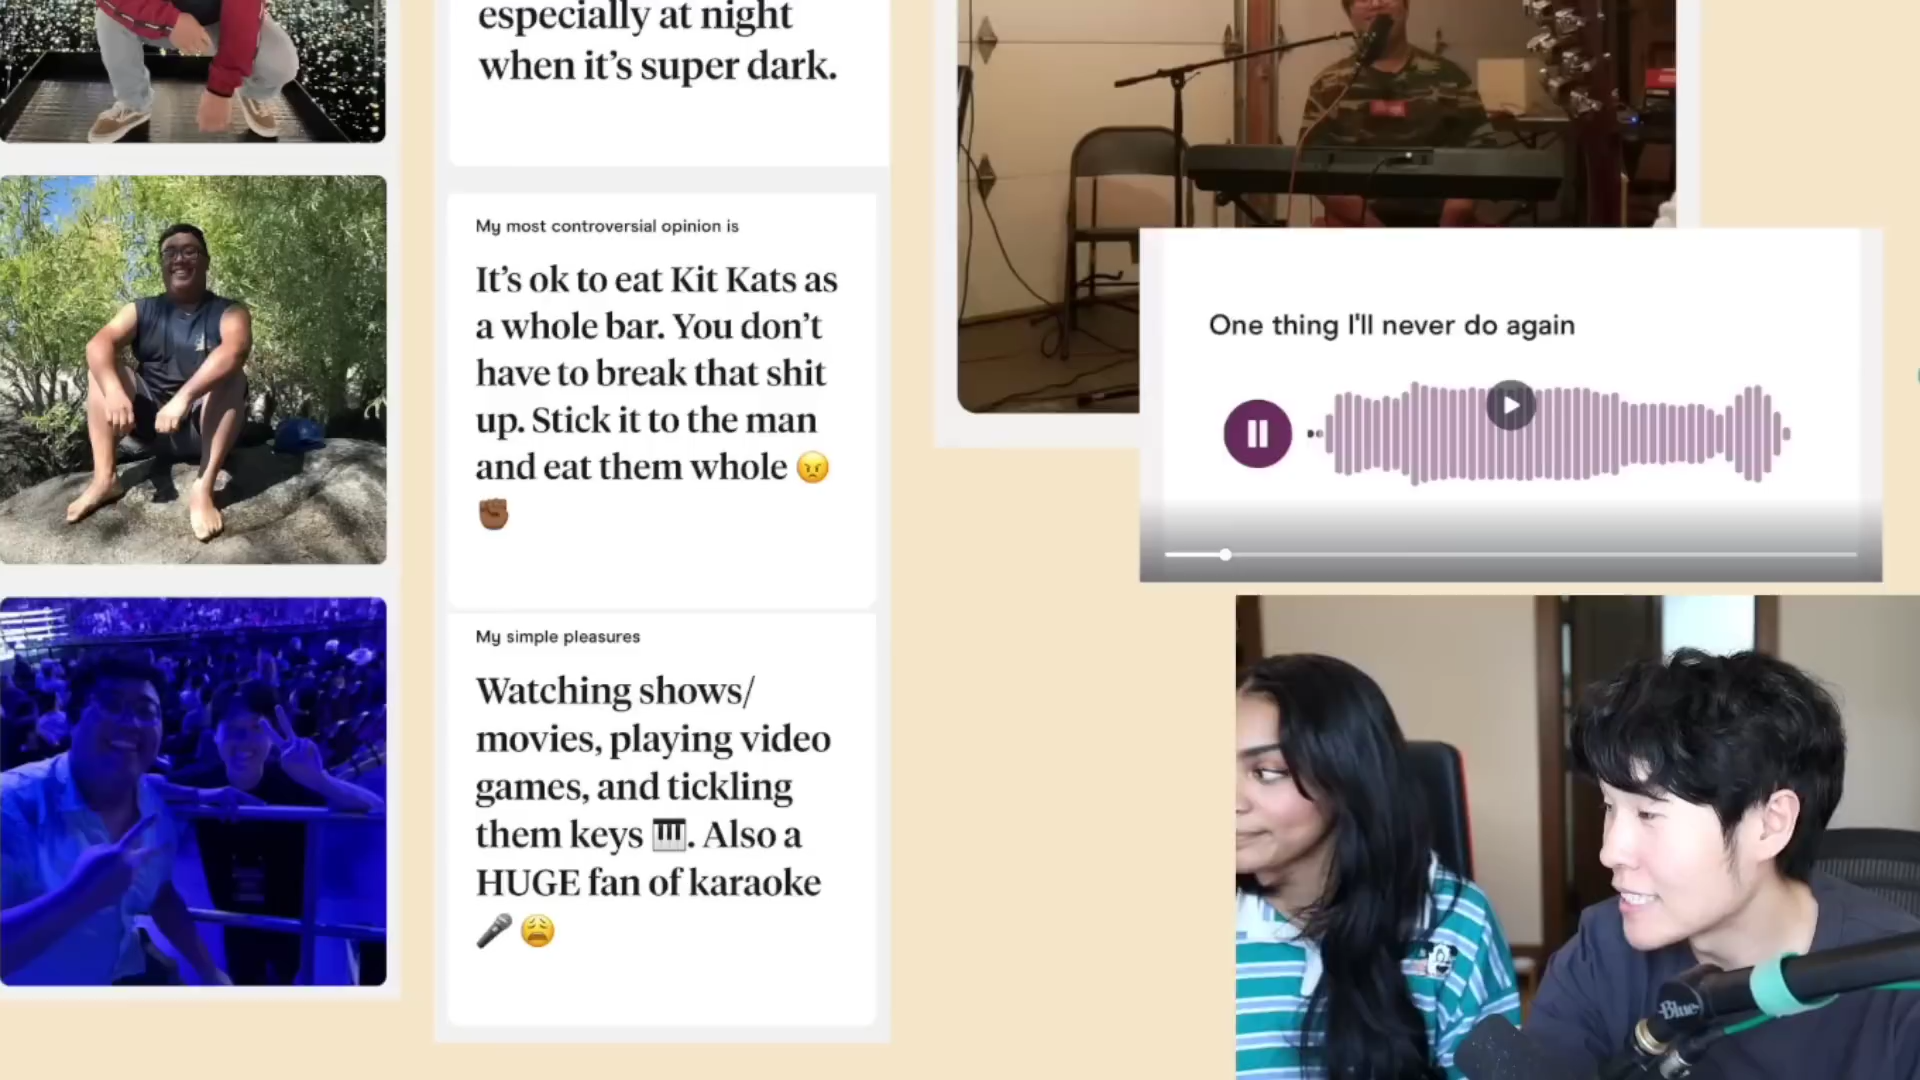 especially at night
when it’s super dark.
My most controversial opinion is
It’s ok to eat Kit Kats as
a whole bar. You don’t
have to break that shit
up. Stick it to the man
and eat them whole 😠
✊🏾
My simple pleasures
Watching shows/
movies, playing video
games, and tickling
them keys 🎹. Also a
HUGE fan of karaoke
🎤 😩
One thing I'll never do again
Blue